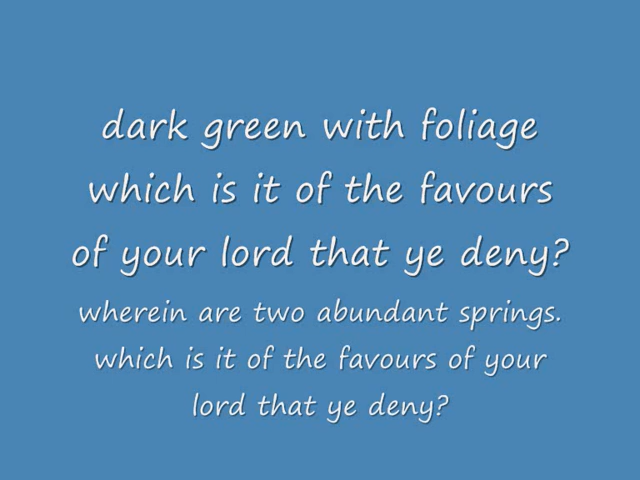 dark green with foliage
which is it of the favours
of your lord that ye deny?
wherein are two abundant springs.
which is it of the favours of your
lord that ye deny?